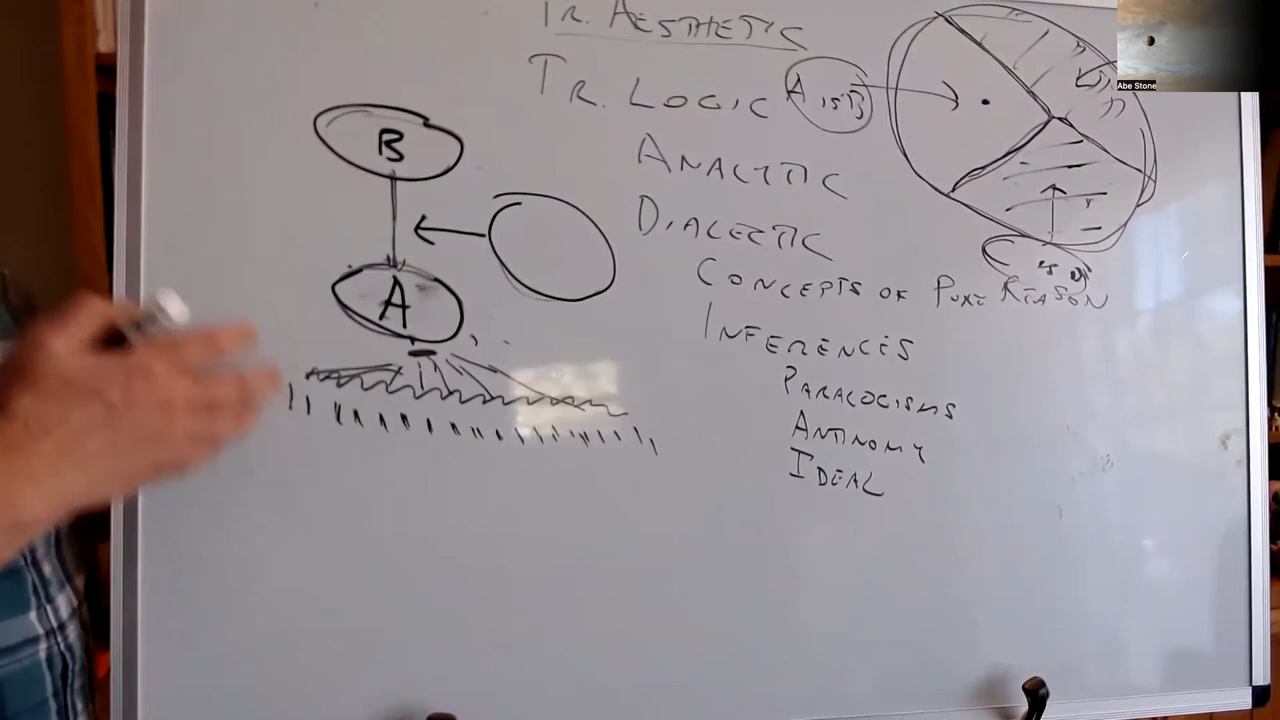 TR. AESTHETIC
TR. LOGIC
A IS B
ANALYTIC
DIALECTIC
CONCEPTS OF PURE REASON
INFERENCES
PARALOGISMS
ANTINOMY
IDEAL
B
A
Abe Stone